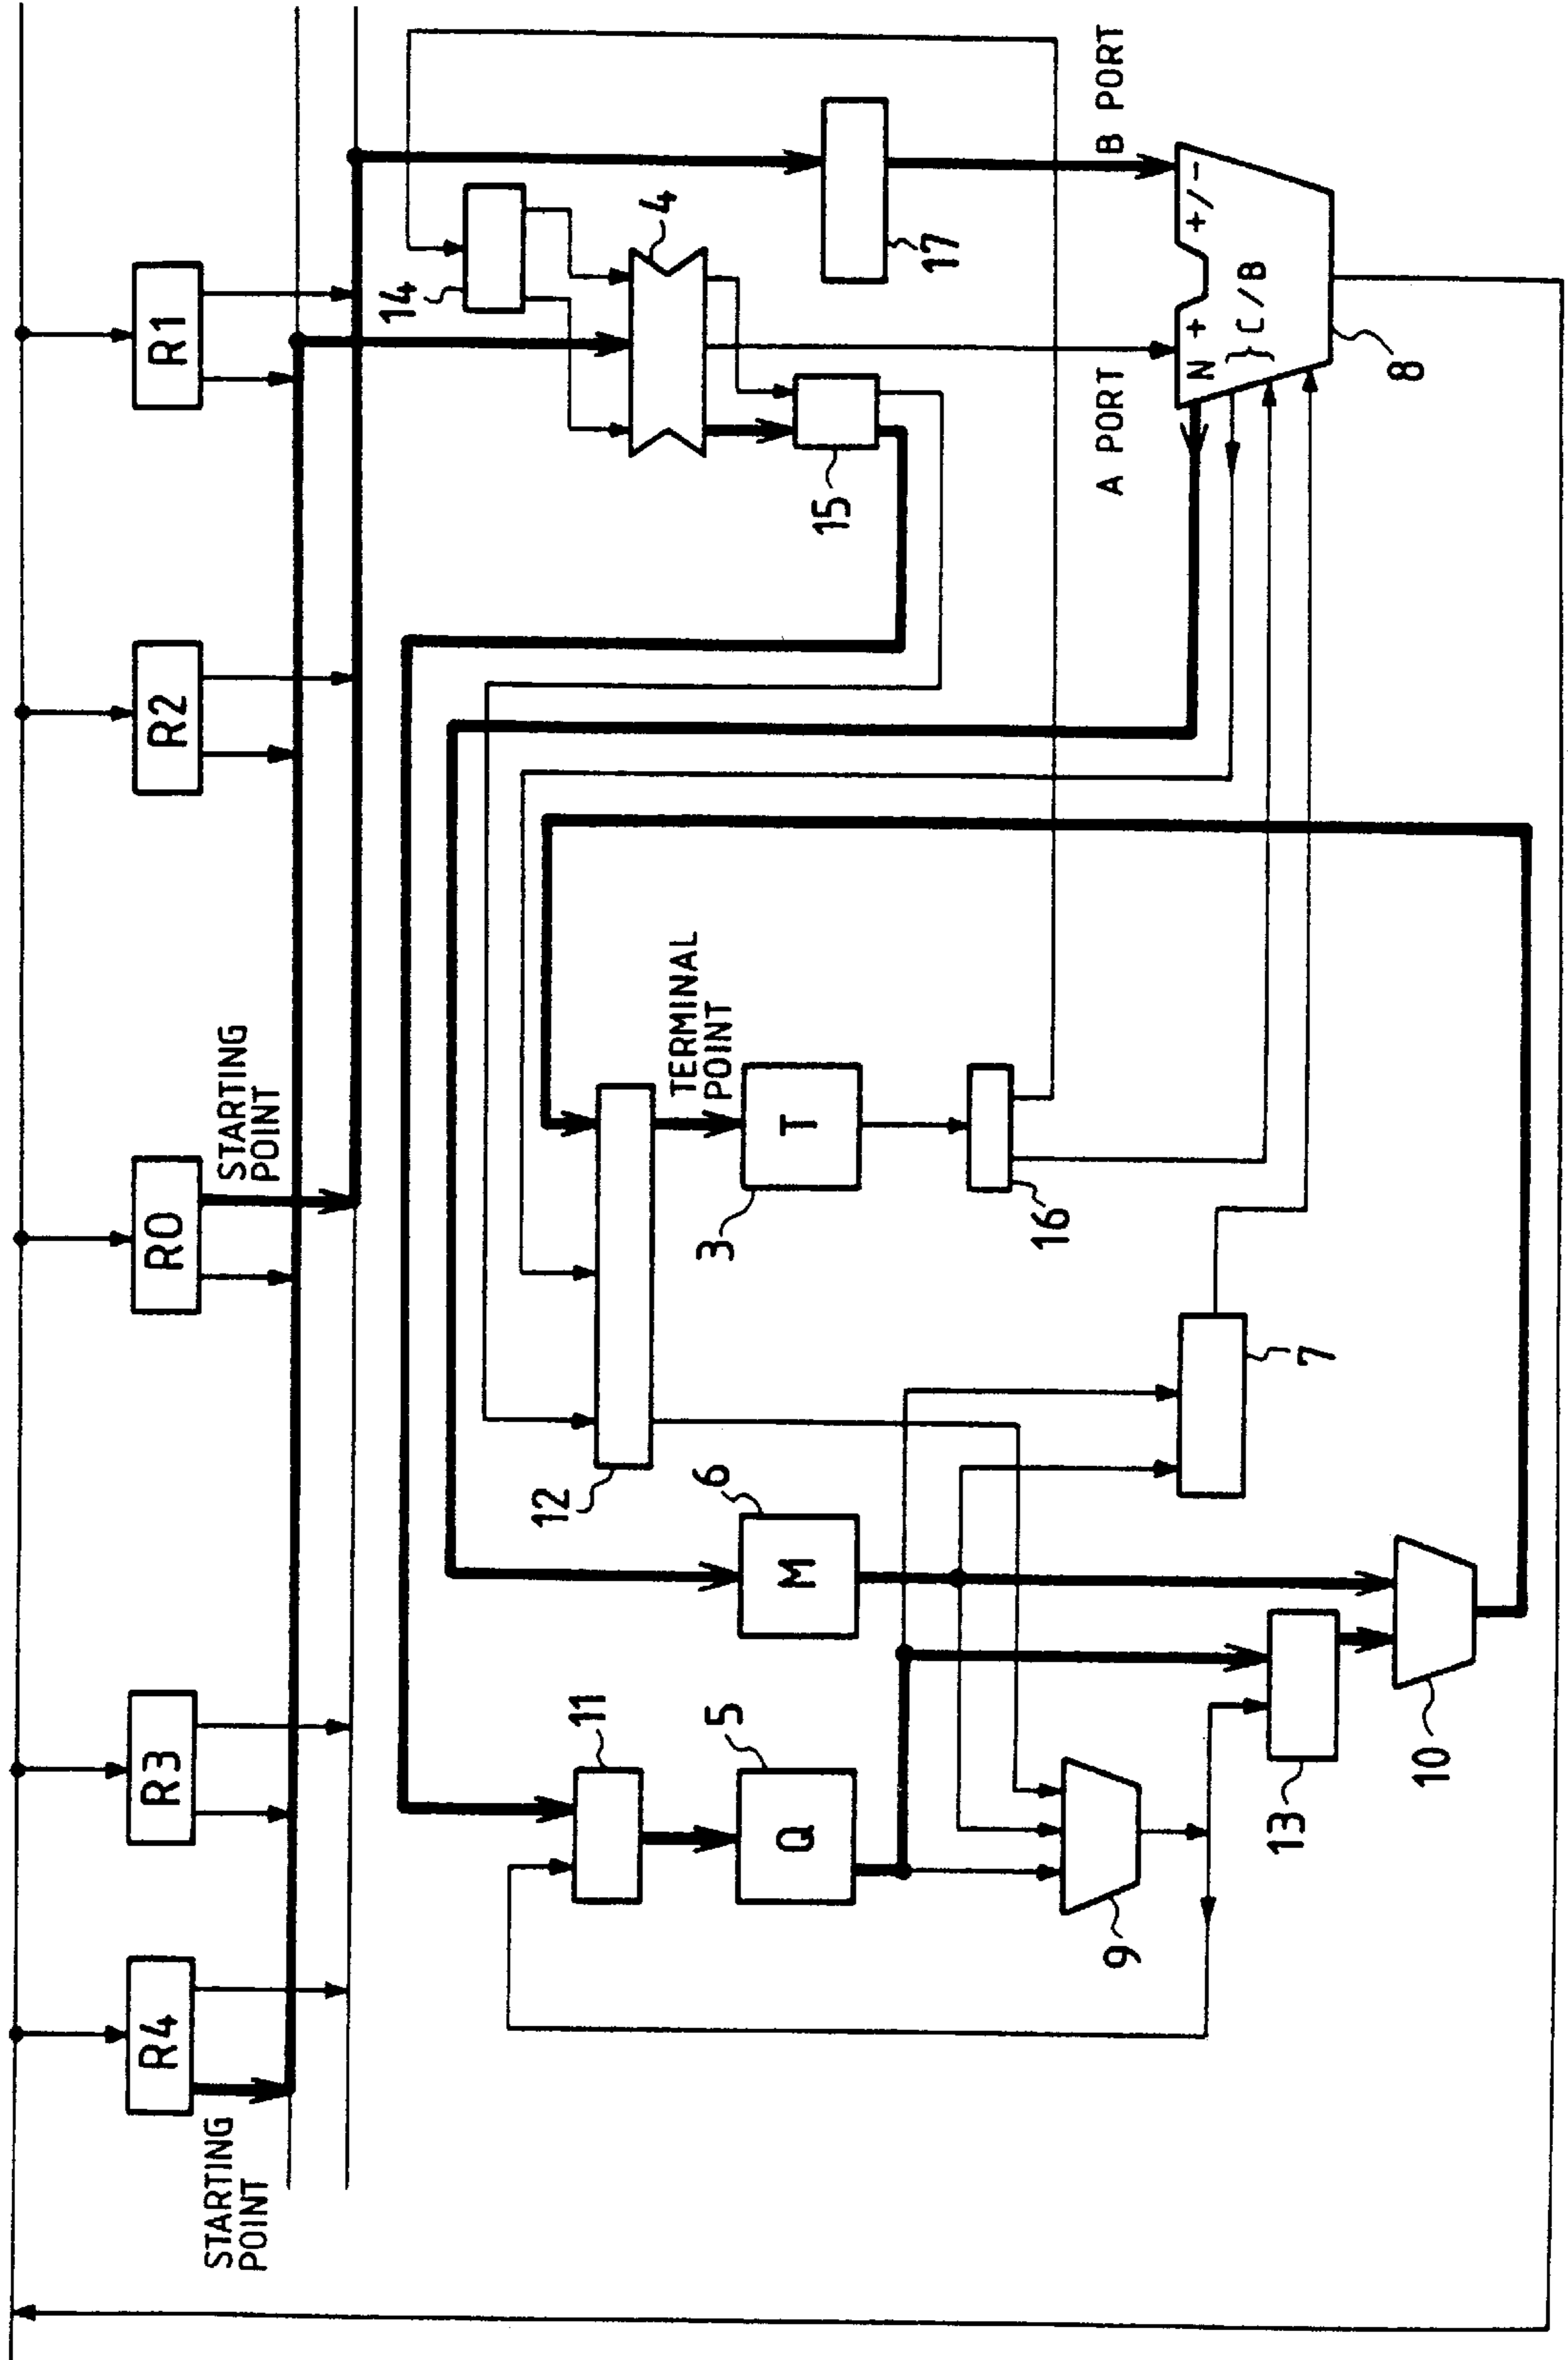 R4
R3
R0
R2
R1
STARTING
POINT
STARTING
POINT
14
4
11
12
TERMINAL
POINT
5
Q
6
M
3
T
15
17
16
9
13
7
10
A PORT
B PORT
N + +/-
} C/B
8